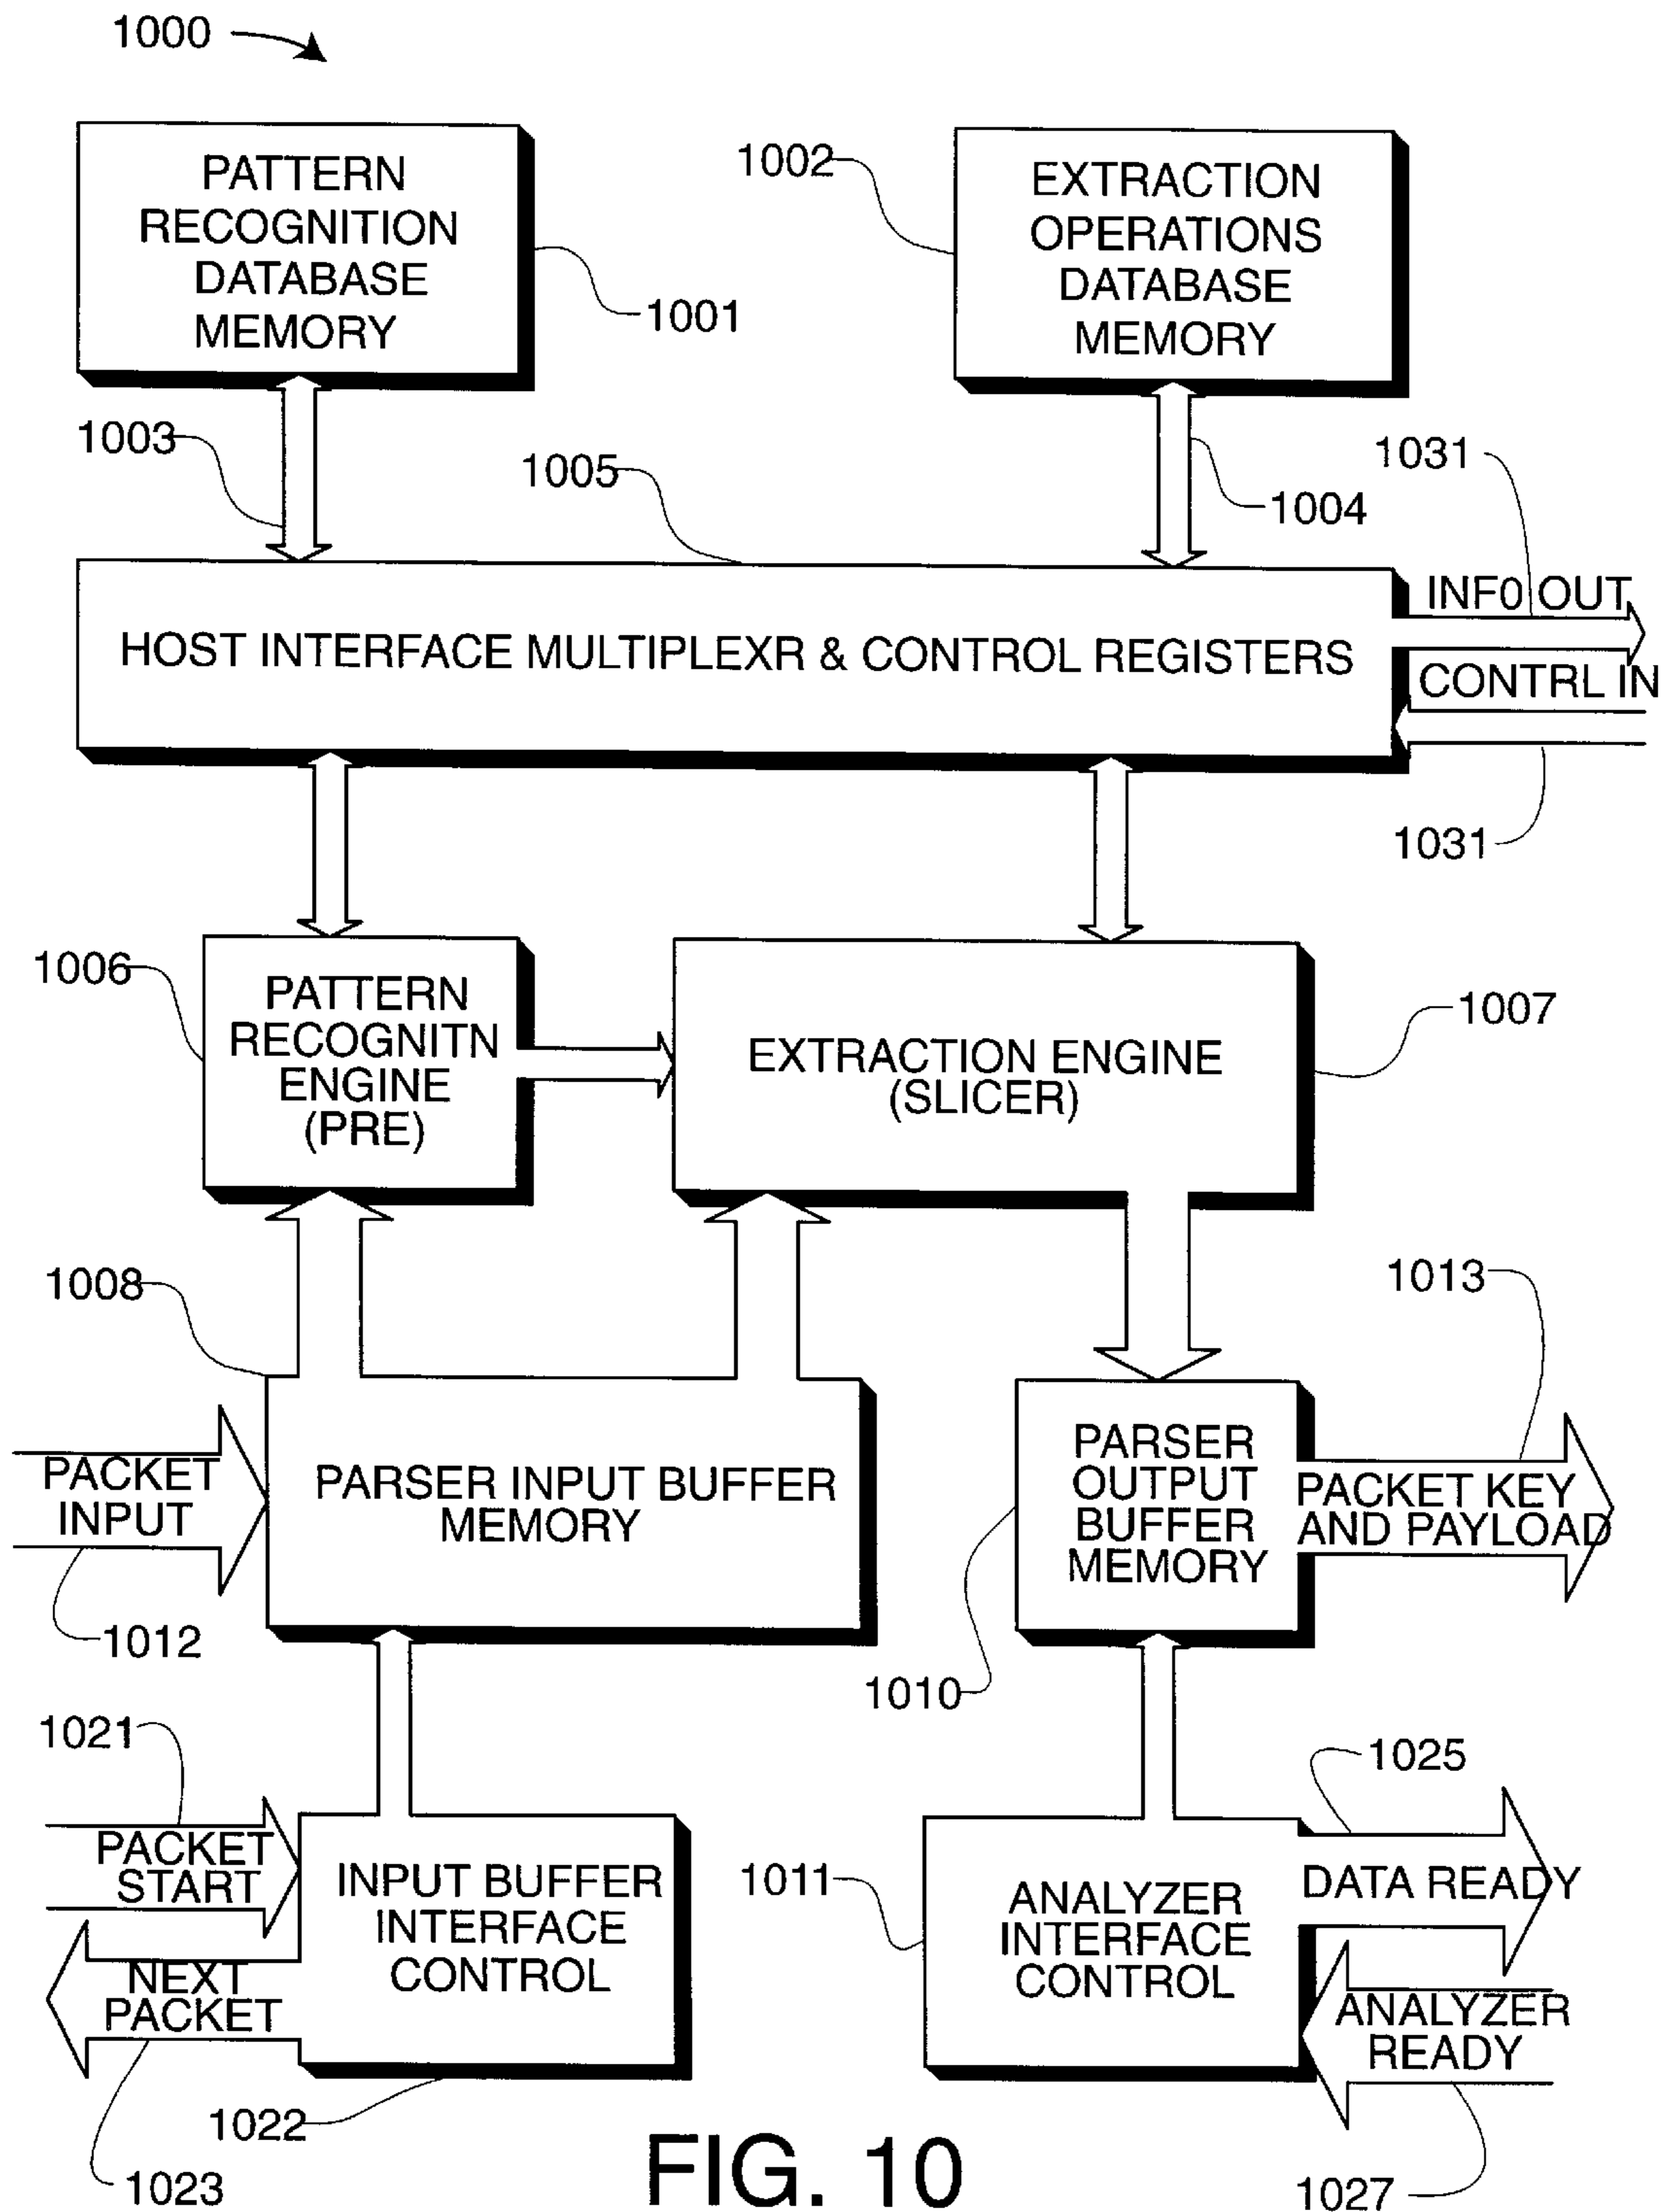 1000
PATTERN
RECOGNITION
DATABASE
MEMORY
1001
1002
EXTRACTION
OPERATIONS
DATABASE
MEMORY
1003
1005
1004
1031
HOST INTERFACE MULTIPLEXR & CONTROL REGISTERS
INFO OUT
CONTRL IN
1031
1006
PATTERN
RECOGNITN
ENGINE
(PRE)
EXTRACTION ENGINE
(SLICER)
1007
1008
1013
PACKET
INPUT
PARSER INPUT BUFFER
MEMORY
PARSER
OUTPUT
BUFFER
MEMORY
PACKET KEY
AND PAYLOAD
1012
1010
1021
1025
PACKET
START
INPUT BUFFER
INTERFACE
CONTROL
NEXT
PACKET
1011
ANALYZER
INTERFACE
CONTROL
DATA READY
ANALYZER
READY
1022
1023
1027
FIG. 10